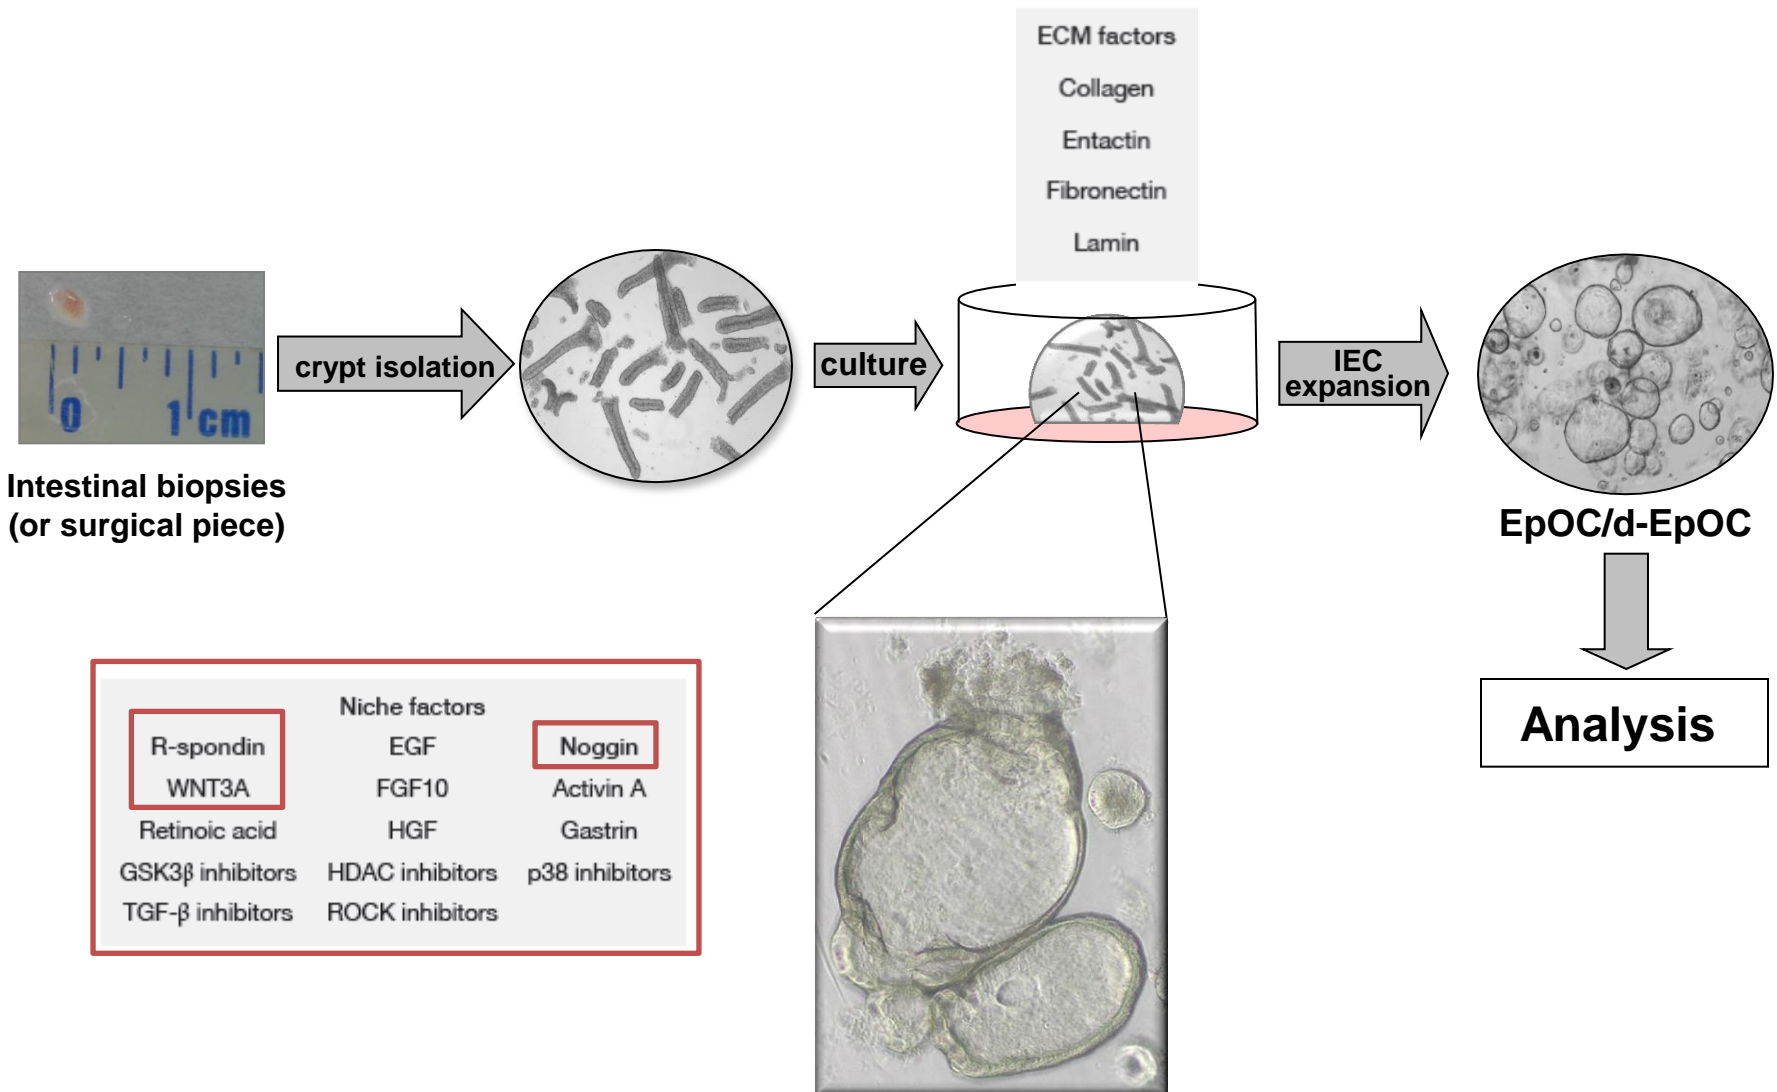 ECM factors
Collagen
Entactin
Fibronectin
Lamin
0 1 cm
Intestinal biopsies
(or surgical piece)
crypt isolation
culture
IEC
expansion
EpOC/d-EpOC
Analysis
Niche factors
R-spondin EGF Noggin
WNT3A FGF10 Activin A
Retinoic acid HGF Gastrin
GSK3β inhibitors HDAC inhibitors p38 inhibitors
TGF-β inhibitors ROCK inhibitors